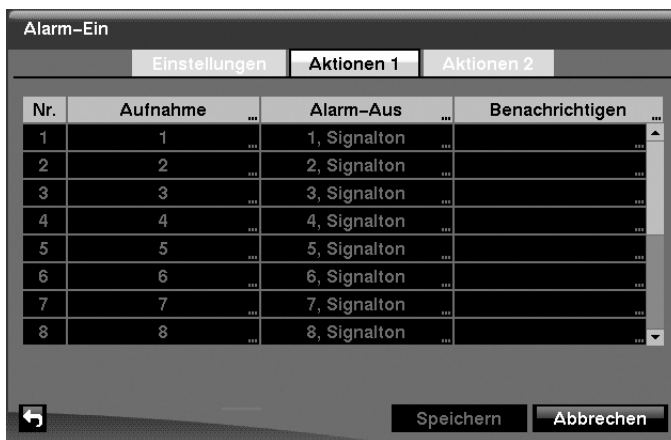 Alarm-Ein
Einstellungen Aktionen 1 Aktionen 2
Nr. Aufnahme ... Alarm-Aus ... Benachrichtigen ...
1 1 ... 1, Signalton ... ...
2 2 ... 2, Signalton ... ...
3 3 ... 3, Signalton ... ...
4 4 ... 4, Signalton ... ...
5 5 ... 5, Signalton ... ...
6 6 ... 6, Signalton ... ...
7 7 ... 7, Signalton ... ...
8 8 ... 8, Signalton ... ...
Speichern Abbrechen